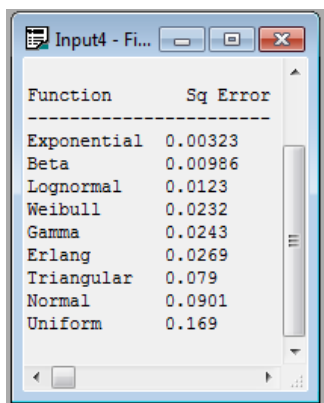 Input4 - Fi...
Function Sq Error
-----------------------
Exponential 0.00323
Beta 0.00986
Lognormal 0.0123
Weibull 0.0232
Gamma 0.0243
Erlang 0.0269
Triangular 0.079
Normal 0.0901
Uniform 0.169